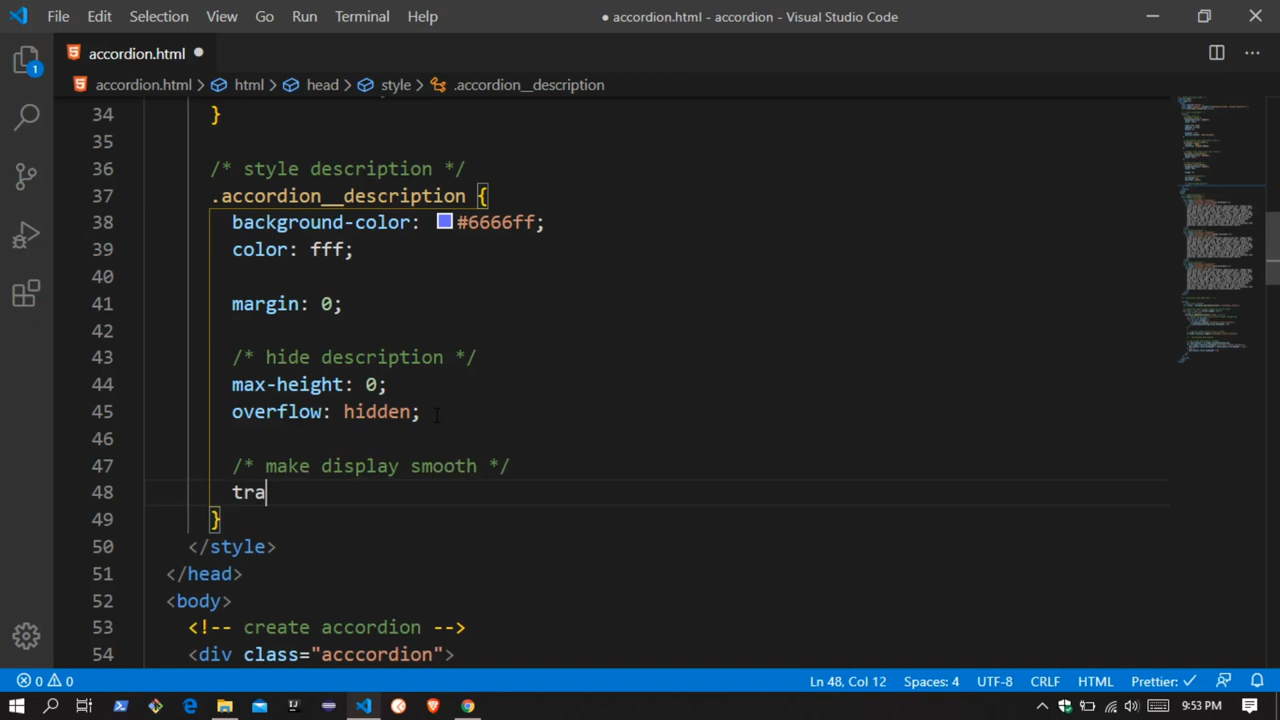 File Edit Selection View Go Run Terminal Help ● accordion.html - accordion - Visual Studio Code
accordion.html ●
accordion.html > html > head > style > .accordion__description
1
34 }
35
36 /* style description */
37 .accordion__description {
38 background-color: #6666ff;
39 color: fff;
40
41 margin: 0;
42
43 /* hide description */
44 max-height: 0;
45 overflow: hidden;
46
47 /* make display smooth */
48 tra
49 }
50 </style>
51 </head>
52 <body>
53 <!-- create accordion -->
54 <div class="acccordion">
0 0 Ln 48, Col 12 Spaces: 4 UTF-8 CRLF HTML Prettier: ✓
9:53 PM